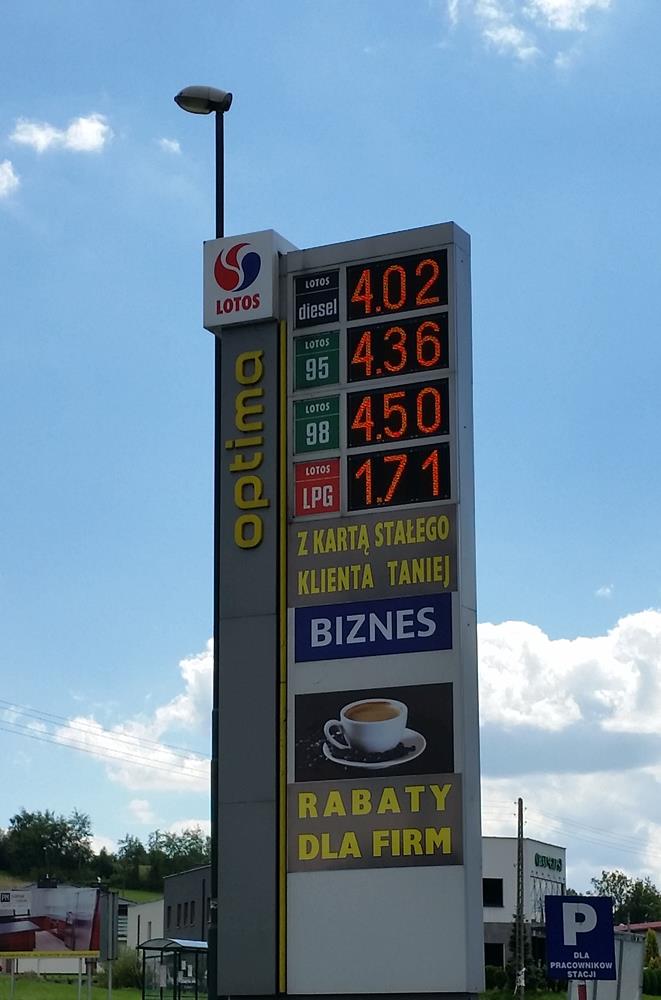 LOTOS
optima
LOTOS
diesel
4.02
LOTOS
95
4.36
LOTOS
98
4.50
LOTOS
LPG
1.71
Z KARTĄ STAŁEGO
KLIENTA TANIEJ
BIZNES
RABATY
DLA FIRM
P
DLA
PRACOWNIKOW
STACJI